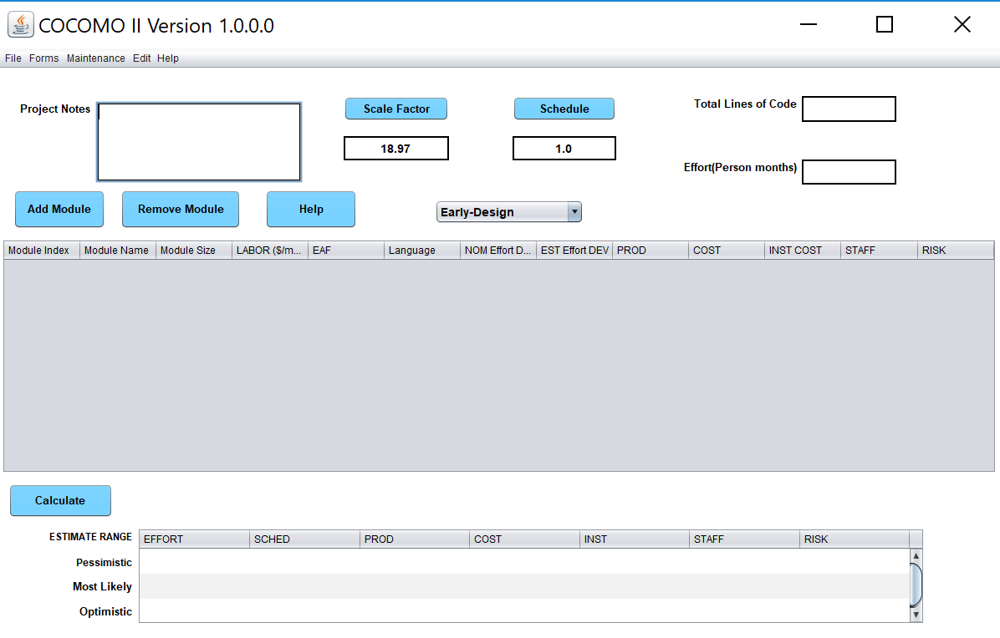 COCOMO II Version 1.0.0.0
File Forms Maintenance Edit Help
Project Notes
Scale Factor
Schedule
Total Lines of Code
18.97
1.0
Effort(Person months)
Add Module
Remove Module
Help
Early-Design
Module Index Module Name Module Size LABOR ($/m... EAF Language NOM Effort D... EST Effort DEV PROD COST INST COST STAFF RISK
Calculate
ESTIMATE RANGE EFFORT SCHED PROD COST INST STAFF RISK
Pessimistic
Most Likely
Optimistic